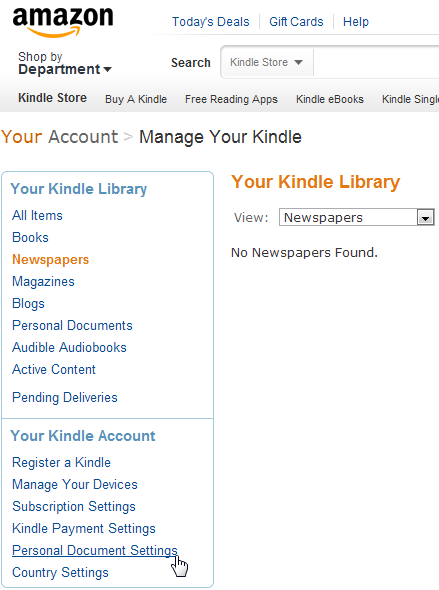 amazon
Today's Deals
Gift Cards
Help
Shop by
Department
Search
Kindle Store
Kindle Store
Buy A Kindle
Free Reading Apps
Kindle eBooks
Kindle Singl
Your Account > Manage Your Kindle
Your Kindle Library
All Items
Books
Newspapers
Magazines
Blogs
Personal Documents
Audible Audiobooks
Active Content
Pending Deliveries
Your Kindle Account
Register a Kindle
Manage Your Devices
Subscription Settings
Kindle Payment Settings
Personal Document Settings
Country Settings
Your Kindle Library
View: Newspapers
No Newspapers Found.